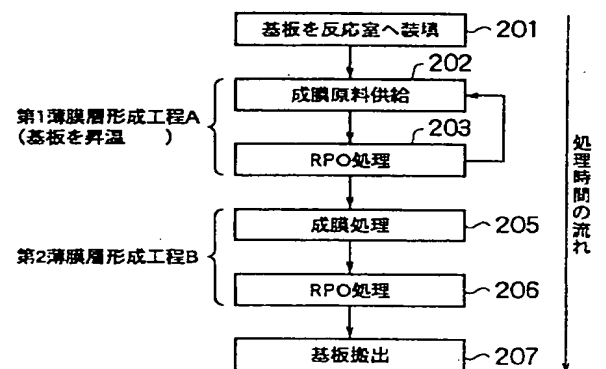 基板を反応室へ装填
201
202
成膜原料供給
第1薄膜層形成工程A
(基板を昇温 )
203
RPO処理
処理時間の流れ
成膜処理
205
第2薄膜層形成工程B
RPO処理
206
基板搬出
207